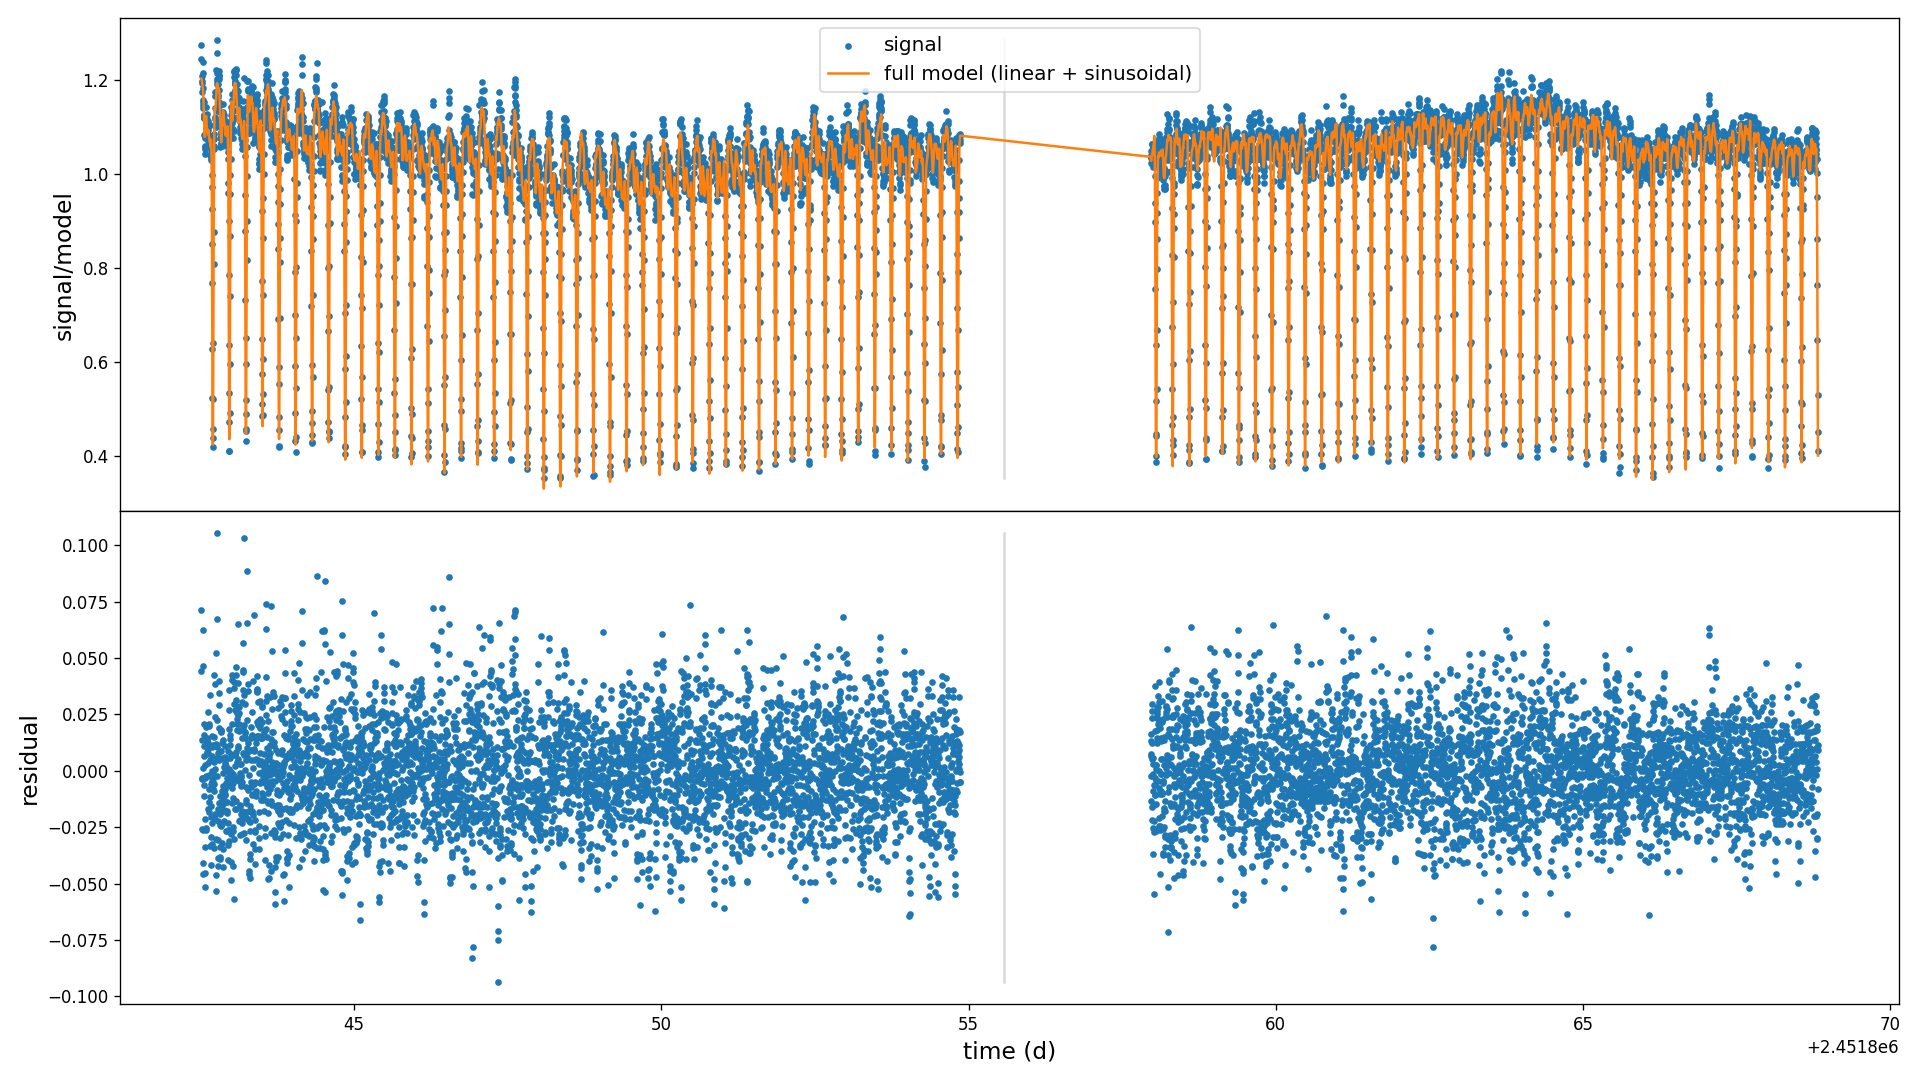 signal
full model (linear + sinusoidal)
signal/model
1.2
1.0
0.8
0.6
0.4
residual
0.100
0.075
0.050
0.025
0.000
−0.025
−0.050
−0.075
−0.100
45 50 55 60 65 70
+2.4518e6
time (d)